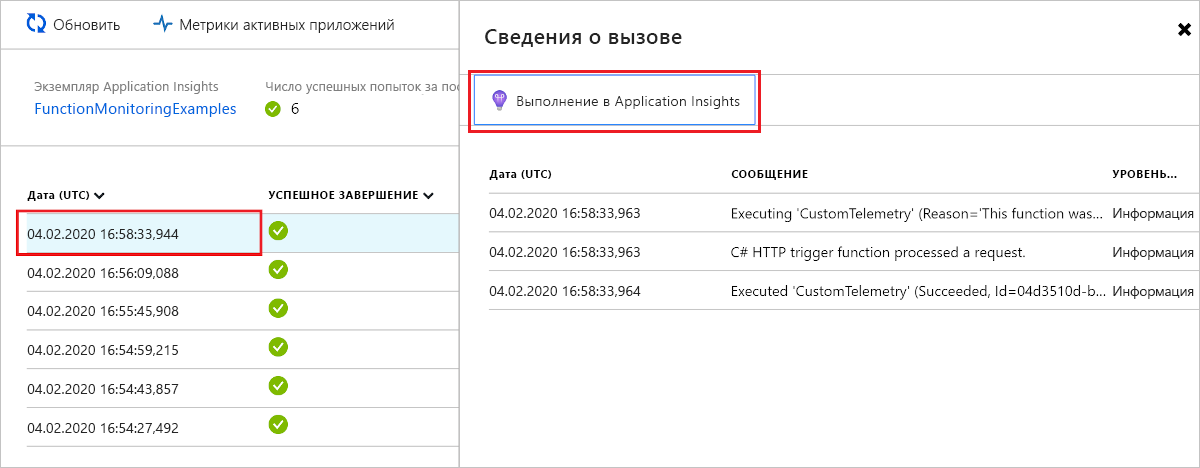 Обновить Метрики активных приложений
Экземпляр Application Insights Число успешных попыток за пос
FunctionMonitoringExamples 6
Дата (UTC) УСПЕШНОЕ ЗАВЕРШЕНИЕ
04.02.2020 16:58:33,944
04.02.2020 16:56:09,088
04.02.2020 16:55:45,908
04.02.2020 16:54:59,215
04.02.2020 16:54:43,857
04.02.2020 16:54:27,492
Сведения о вызове
Выполнение в Application Insights
Дата (UTC) СООБЩЕНИЕ УРОВЕНЬ...
04.02.2020 16:58:33,963 Executing 'CustomTelemetry' (Reason='This function was... Информация
04.02.2020 16:58:33,963 C# HTTP trigger function processed a request. Информация
04.02.2020 16:58:33,964 Executed 'CustomTelemetry' (Succeeded, Id=04d3510d-b... Информация